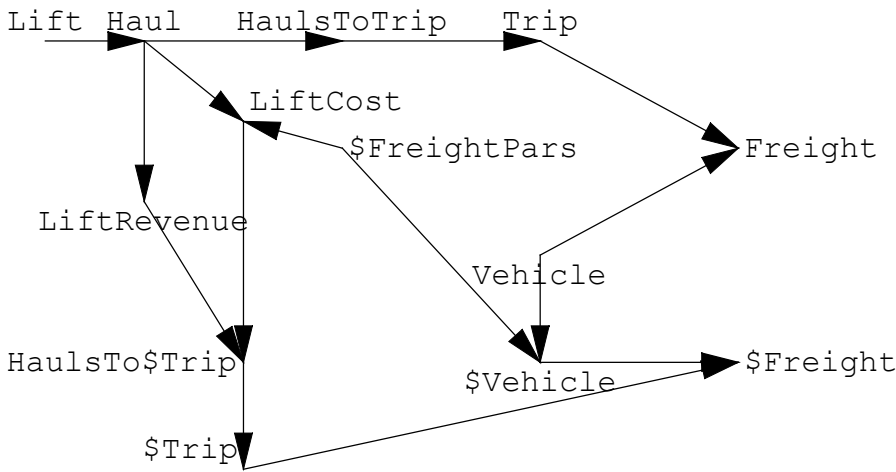 Lift Haul HaulsToTrip Trip
LiftCost
$FreightPars Freight
LiftRevenue
Vehicle
HaulsTo$Trip $Vehicle $Freight
$Trip